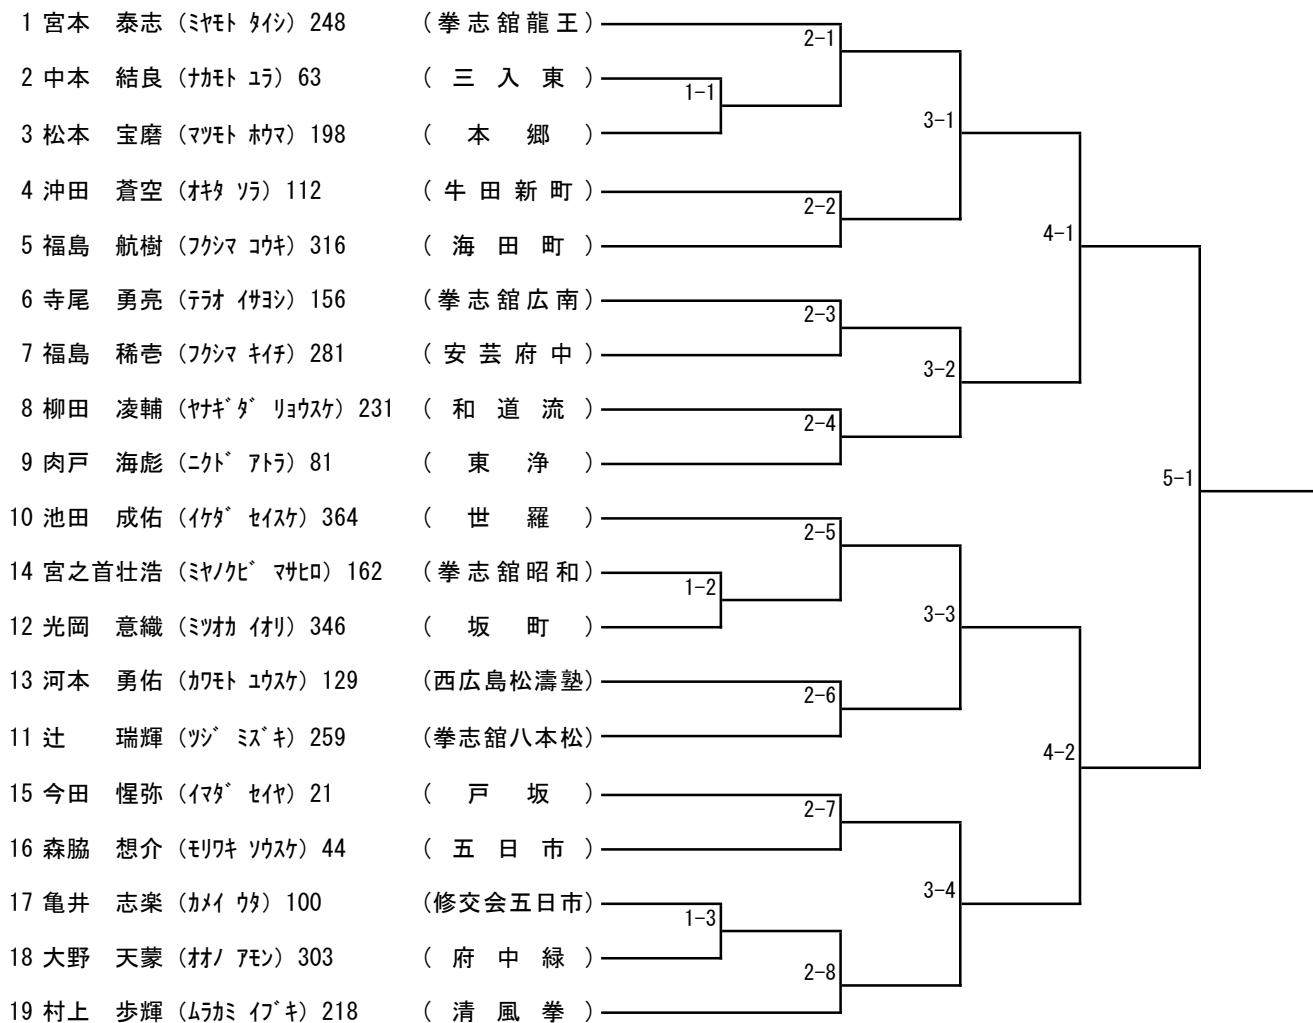 1 宮本　泰志 (ﾐﾔﾓﾄ ﾀｲｼ) 248 (拳志舘龍王)
2-1
2 中本　結良 (ﾅｶﾓﾄ ﾕﾗ) 63 (三入東)
1-1
3 松本　宝磨 (ﾏﾂﾓﾄ ﾎｳﾏ) 198 (本郷)
3-1
4 沖田　蒼空 (ｵｷﾀ ｿﾗ) 112 (牛田新町)
2-2
5 福島　航樹 (ﾌｸｼﾏ ｺｳｷ) 316 (海田町)
4-1
6 寺尾　勇亮 (ﾃﾗｵ ｲｻﾖｼ) 156 (拳志舘広南)
2-3
7 福島　稀壱 (ﾌｸｼﾏ ｷｲﾁ) 281 (安芸府中)
3-2
8 柳田　凌輔 (ﾔﾅｷﾞﾀﾞ ﾘｮｳｽｹ) 231 (和道流)
2-4
9 肉戸　海彪 (ﾆｸﾄﾞ ｱﾄﾗ) 81 (東浄)
5-1
10 池田　成佑 (ｲｹﾀﾞ ｾｲｽｹ) 364 (世羅)
2-5
14 宮之首壮浩 (ﾐﾔﾉｸﾋﾞ ﾏｻﾋﾛ) 162 (拳志舘昭和)
1-2
12 光岡　意織 (ﾐﾂｵｶ ｲｵﾘ) 346 (坂町)
3-3
13 河本　勇佑 (ｶﾜﾓﾄ ﾕｳｽｹ) 129 (西広島松濤塾)
2-6
11 辻　　瑞輝 (ﾂｼﾞ ﾐｽﾞｷ) 259 (拳志舘八本松)
4-2
15 今田　惺弥 (ｲﾏﾀﾞ ｾｲﾔ) 21 (戸坂)
2-7
16 森脇　想介 (ﾓﾘﾜｷ ｿｳｽｹ) 44 (五日市)
3-4
17 亀井　志楽 (ｶﾒｲ ｳﾀ) 100 (修交会五日市)
1-3
18 大野　天蒙 (ｵｵﾉ ｱﾓﾝ) 303 (府中緑)
2-8
19 村上　歩輝 (ﾑﾗｶﾐ ｲﾌﾞｷ) 218 (清風拳)